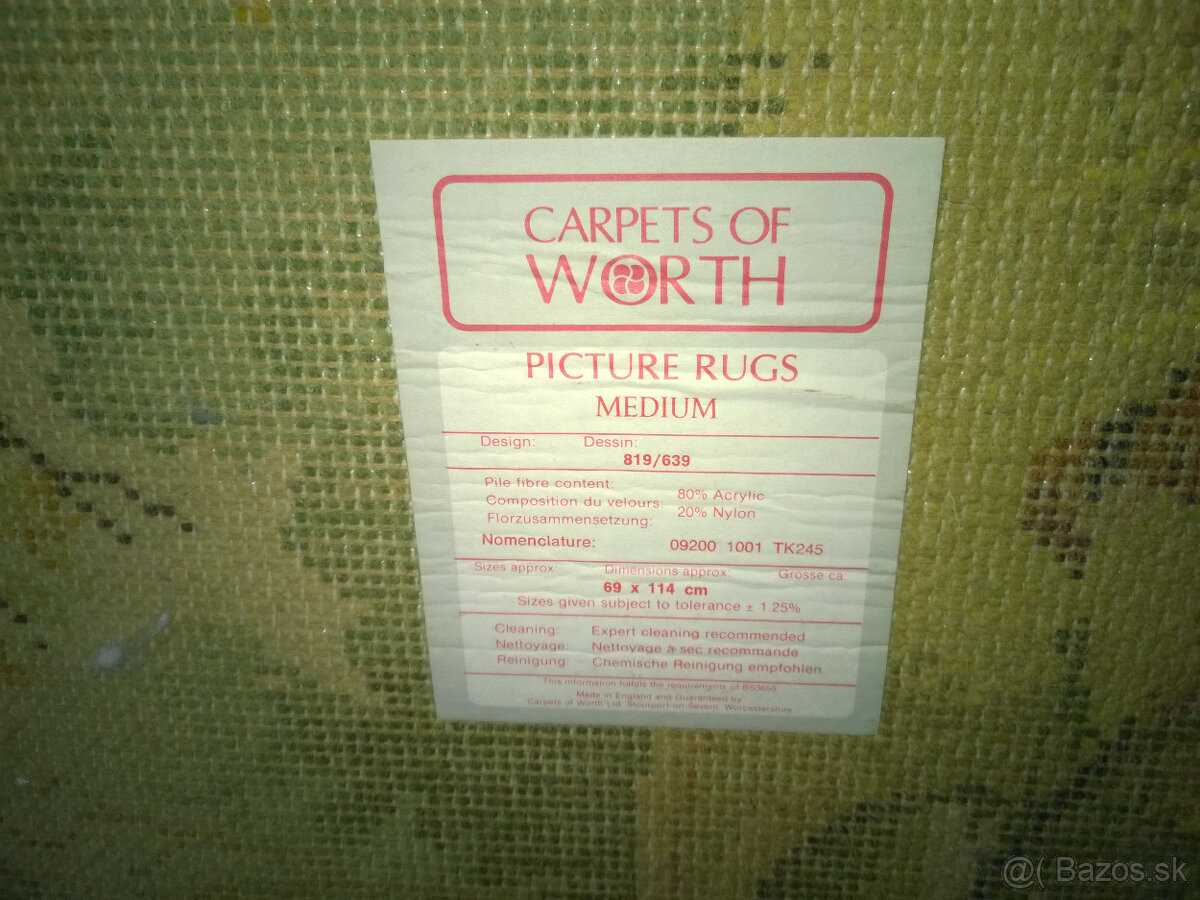 CARPETS OF
WORTH
PICTURE RUGS
MEDIUM
Design: Dessin:
819/639
Pile fibre content:
Composition du velours: 80% Acrylic
Florzusammensetzung: 20% Nylon
Nomenclature: 09200 1001 TK245
Sizes approx: Dimensions approx: Grösse ca:
69 x 114 cm
Sizes given subject to tolerance ± 1.25%
Cleaning: Expert cleaning recommended
Nettoyage: Nettoyage à sec recommandé
Reinigung: Chemische Reinigung empfohlen
This information fulfils the requirements of BS3655
Made in England and Guaranteed by
Carpets of Worth Ltd. Stourport-on-Severn. Worcestershire.
@( Bazos.sk